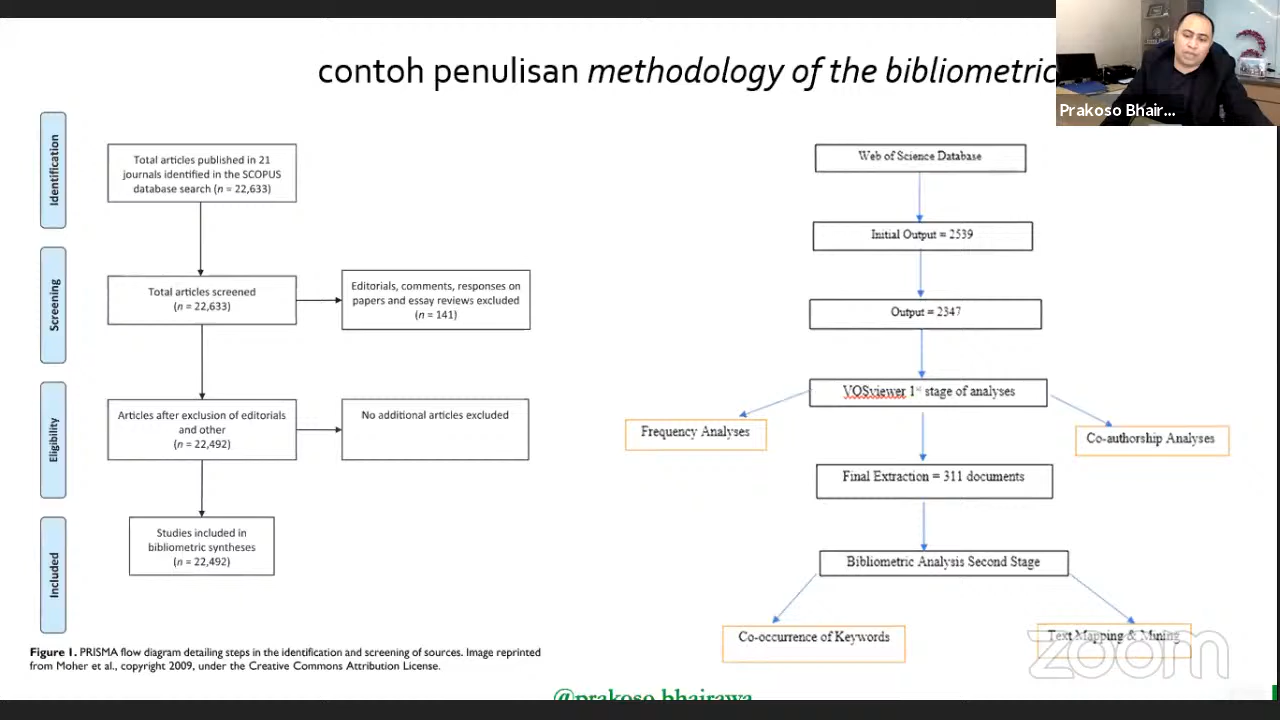 contoh penulisan methodology of the bibliometric
Prakoso Bhair...
Identification
Total articles published in 21
journals identified in the SCOPUS
database search (n = 22,633)
Screening
Total articles screened
(n = 22,633)
Editorials, comments, responses on
papers and essay reviews excluded
(n = 141)
Eligibility
Articles after exclusion of editorials
and other
(n = 22,492)
No additional articles excluded
Included
Studies included in
bibliometric syntheses
(n = 22,492)
Figure 1. PRISMA flow diagram detailing steps in the identification and screening of sources. Image reprinted
from Moher et al., copyright 2009, under the Creative Commons Attribution License.
Web of Science Database
Initial Output = 2539
Output = 2347
VOSviewer 1st stage of analyses
Frequency Analyses
Co-authorship Analyses
Final Extraction = 311 documents
Bibliometric Analysis Second Stage
Co-occurrence of Keywords
Text Mapping & Mining
zoom
@prakoso.bhairawa